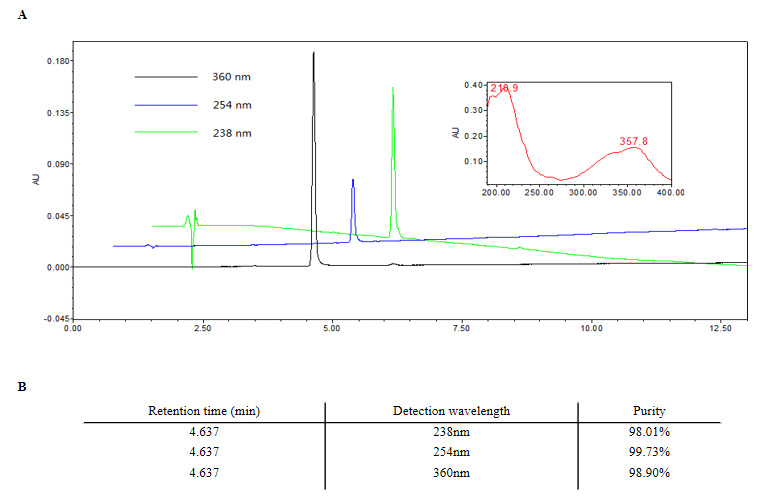 A
0.180
0.135
0.090
0.045
0.000
-0.045
AU
360 nm
254 nm
238 nm
0.40
0.30
0.20
0.10
AU
210.9
357.8
200.00 250.00 300.00 350.00 400.00
0.00 2.50 5.00 7.50 10.00 12.50
B
Retention time (min) Detection wavelength Purity
4.637 238nm 98.01%
4.637 254nm 99.73%
4.637 360nm 98.90%